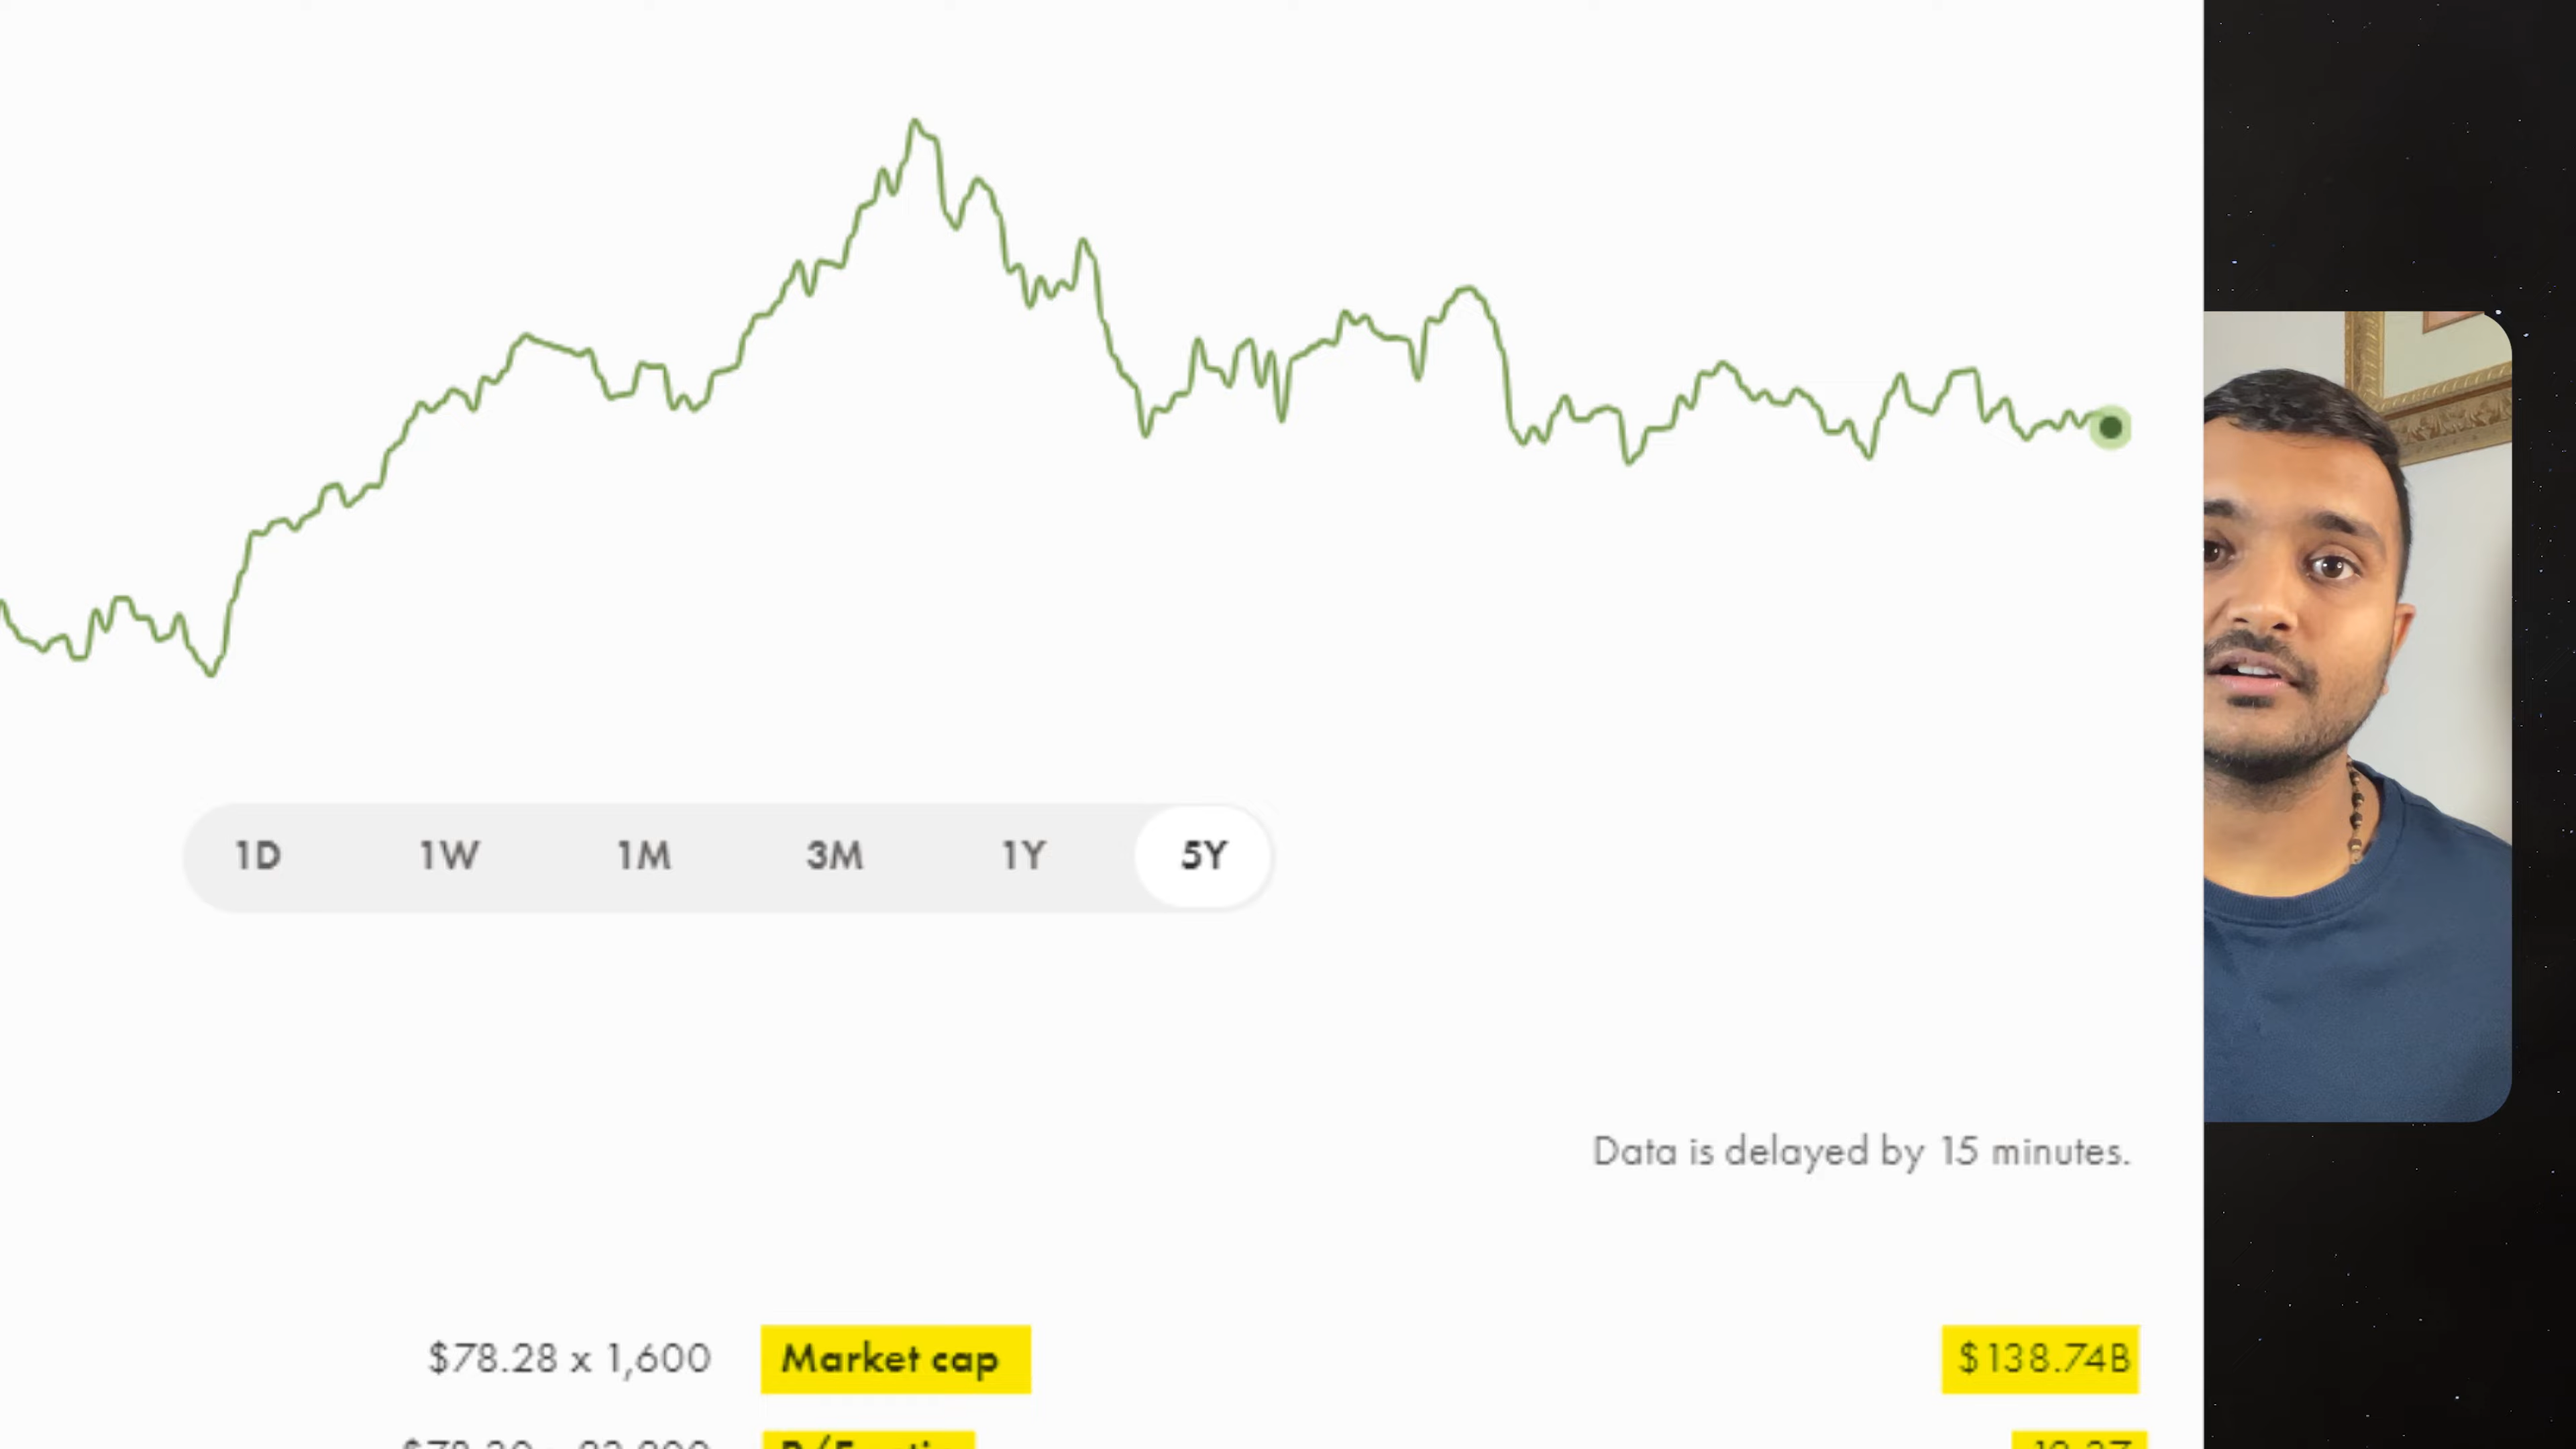 1D 1W 1M 3M 1Y 5Y
Data is delayed by 15 minutes.
$78.28 x 1,600 Market cap $138.74B